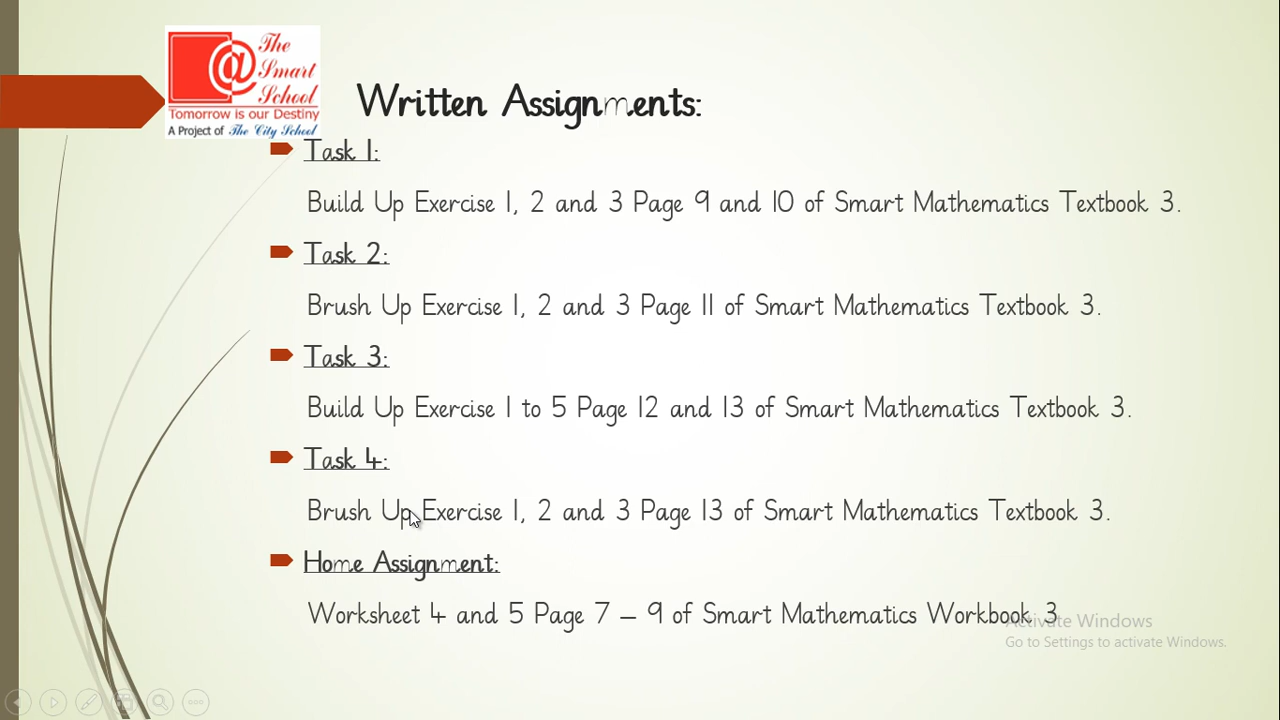 The
Smart
School
Tomorrow is our Destiny
A Project of The City School
Written Assignments:
Task 1:
Build Up Exercise 1, 2 and 3 Page 9 and 10 of Smart Mathematics Textbook 3.
Task 2:
Brush Up Exercise 1, 2 and 3 Page 11 of Smart Mathematics Textbook 3.
Task 3:
Build Up Exercise 1 to 5 Page 12 and 13 of Smart Mathematics Textbook 3.
Task 4:
Brush Up Exercise 1, 2 and 3 Page 13 of Smart Mathematics Textbook 3.
Home Assignment:
Worksheet 4 and 5 Page 7 – 9 of Smart Mathematics Workbook 3
Activate Windows
Go to Settings to activate Windows.